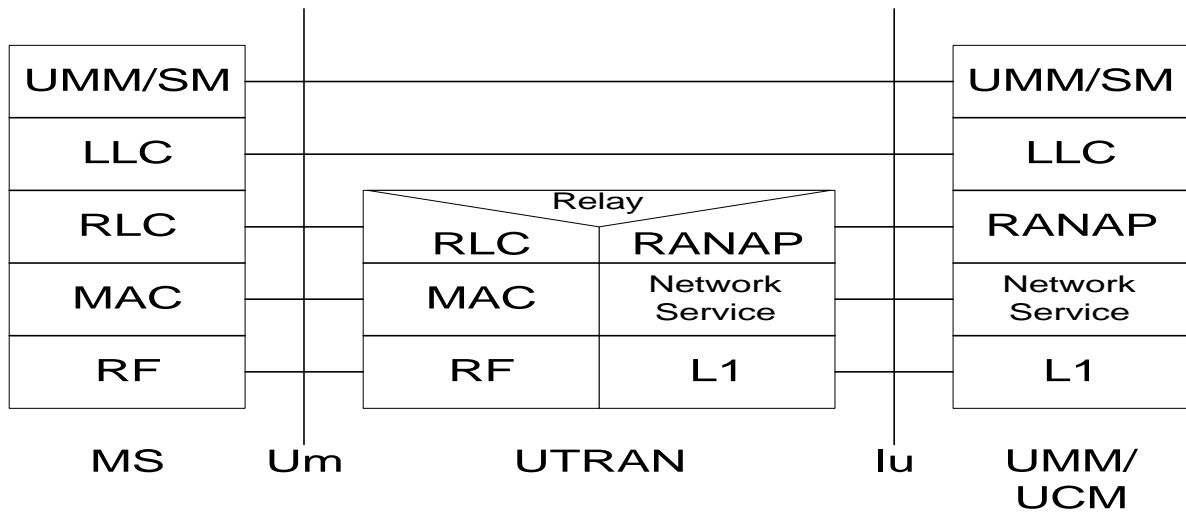 UMM/SM
UMM/SM
LLC
LLC
Relay
RLC
RLC
RANAP
RANAP
MAC
MAC
Network
Service
Network
Service
RF
RF
L1
L1
MS
Um
UTRAN
Iu
UMM/
UCM